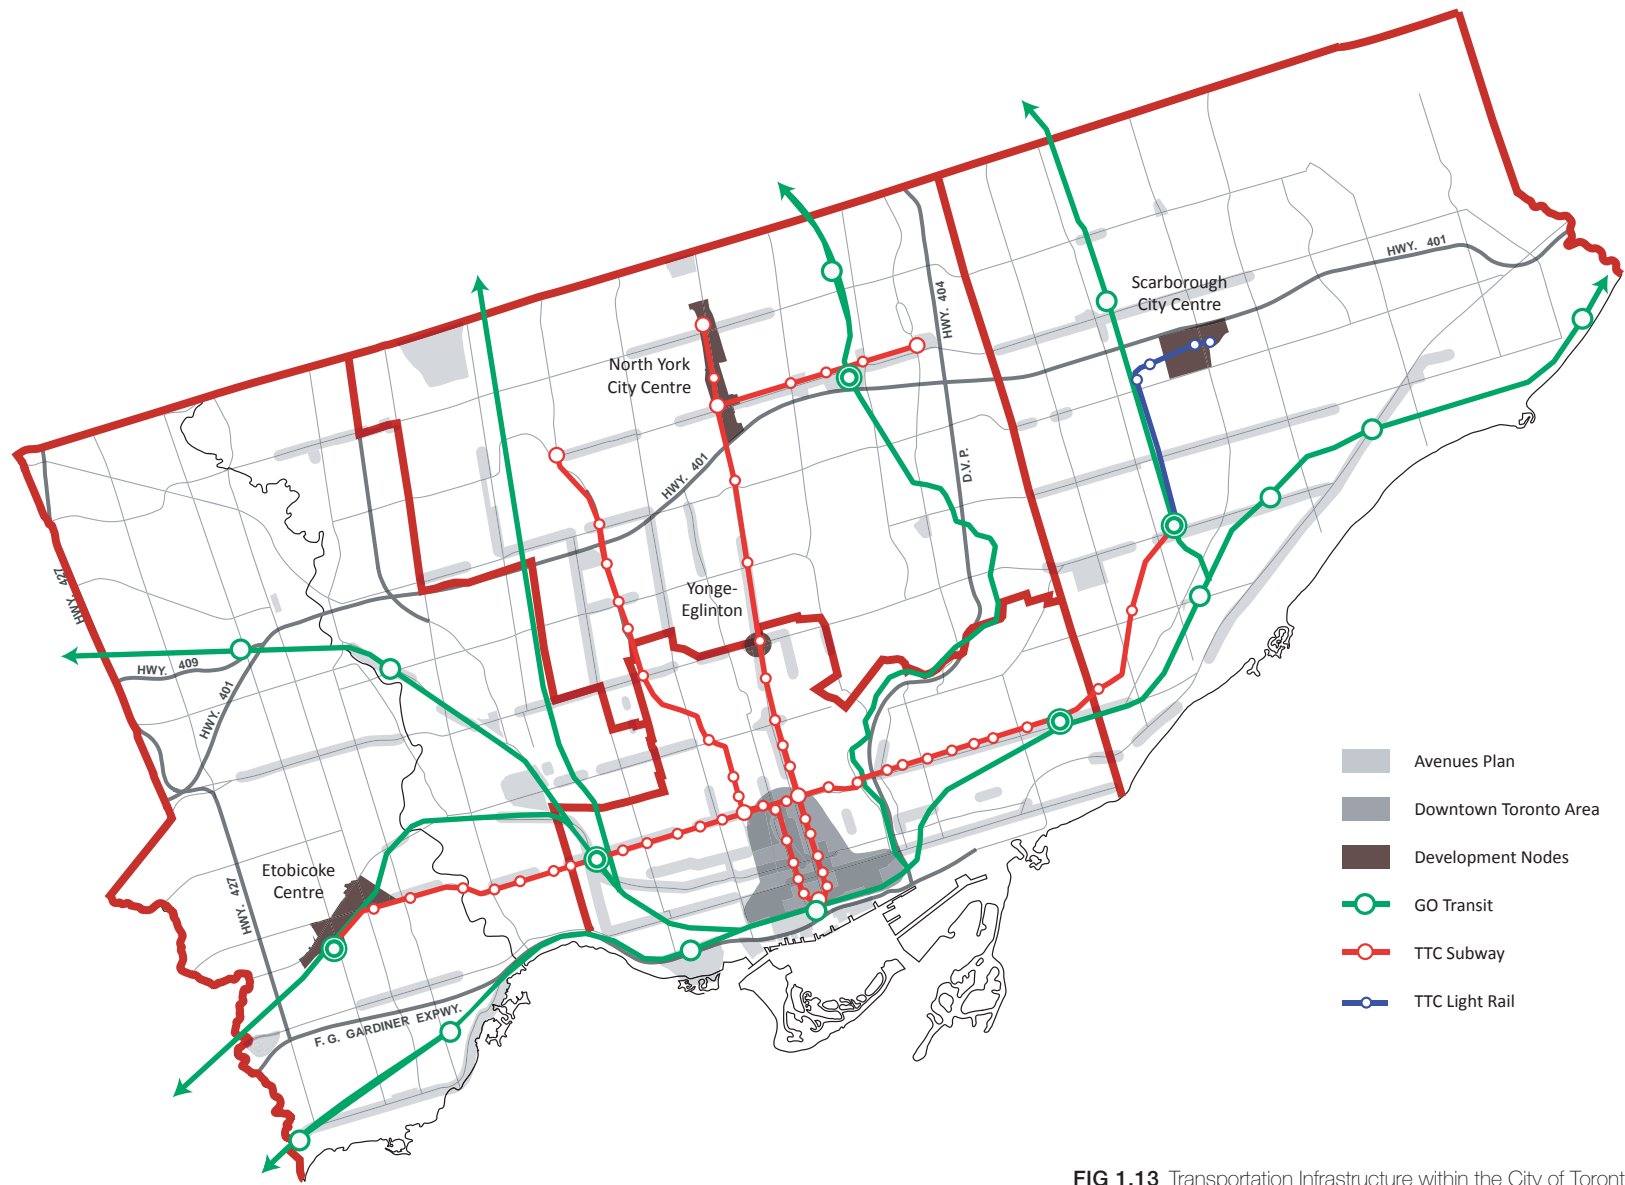 HWY. 401
Scarborough
City Centre
HWY. 404
North York
City Centre
HWY. 401
D.V.P.
HWY. 427
Yonge-
Eglinton
HWY. 409
HWY. 401
Avenues Plan
Downtown Toronto Area
Development Nodes
Etobicoke
Centre
HWY. 427
GO Transit
TTC Subway
TTC Light Rail
F. G. GARDINER EXPWY.
FIG 1.13 Transportation Infrastructure within the City of Toront